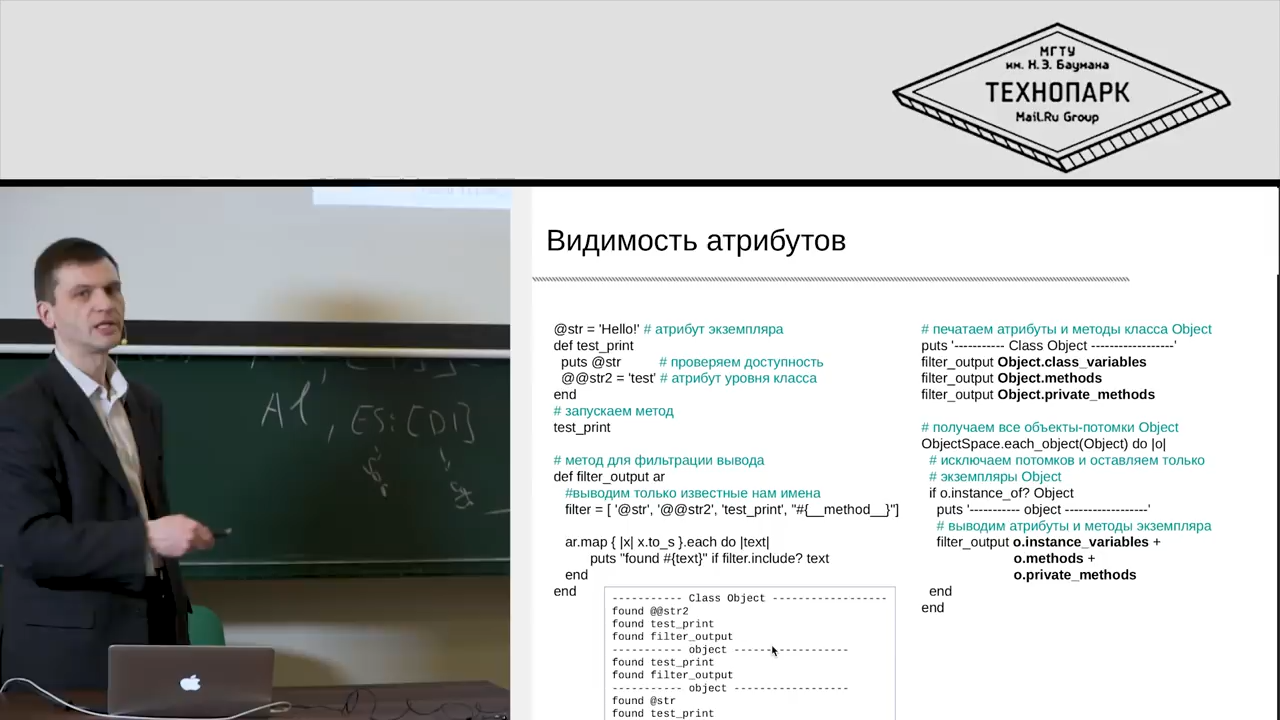 МГТУ
им. Н.Э. Баумана
ТЕХНОПАРК
Mail.Ru Group
Видимость атрибутов
@str = 'Hello!' # атрибут экземпляра
def test_print
puts @str # проверяем доступность
@@str2 = 'test' # атрибут уровня класса
end
# запускаем метод
test_print
# метод для фильтрации вывода
def filter_output ar
#выводим только известные нам имена
filter = [ '@str', '@@str2', 'test_print', "#{__method__}"]
ar.map { |x| x.to_s }.each do |text|
puts "found #{text}" if filter.include? text
end
end
----------- Class Object ------------------
found @@str2
found test_print
found filter_output
----------- object ------------------
found test_print
found filter_output
----------- object ------------------
found @str
found test_print
# печатаем атрибуты и методы класса Object
puts '----------- Class Object ------------------'
filter_output Object.class_variables
filter_output Object.methods
filter_output Object.private_methods
# получаем все объекты-потомки Object
ObjectSpace.each_object(Object) do |o|
# исключаем потомков и оставляем только
# экземпляры Object
if o.instance_of? Object
puts '----------- object ------------------'
# выводим атрибуты и методы экземпляра
filter_output o.instance_variables +
o.methods +
o.private_methods
end
end
Al, ES:[DI]